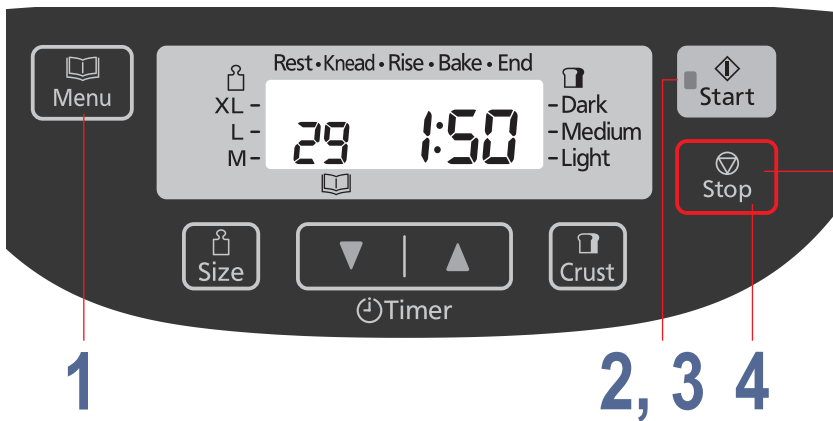 Rest • Knead • Rise • Bake • End
Menu
XL –
L –
M –
29 1:50
– Dark
– Medium
– Light
Start
Stop
Size
Crust
Timer
1
2, 3
4